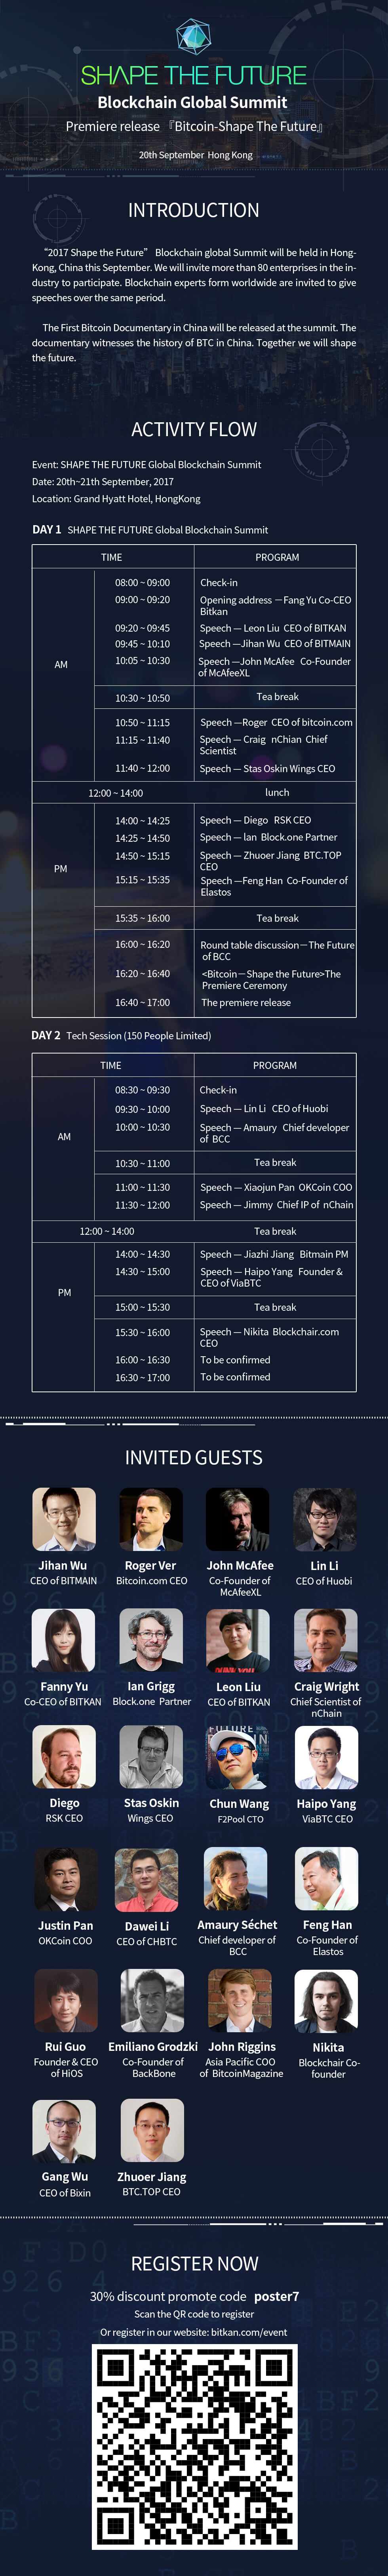 SHAPE THE FUTURE
Blockchain Global Summit
Premiere release 『Bitcoin-Shape The Future』
20th September Hong Kong
INTRODUCTION
“2017 Shape the Future” Blockchain global Summit will be held in Hong-
Kong, China this September. We will invite more than 80 enterprises in the in-
dustry to participate. Blockchain experts form worldwide are invited to give
speeches over the same period.
The First Bitcoin Documentary in China will be released at the summit. The
documentary witnesses the history of BTC in China. Together we will shape
the future.
ACTIVITY FLOW
Event: SHAPE THE FUTURE Global Blockchain Summit
Date: 20th~21th September, 2017
Location: Grand Hyatt Hotel, HongKong
DAY 1 SHAPE THE FUTURE Global Blockchain Summit
TIME PROGRAM
AM
08:00 ~ 09:00 Check-in
09:00 ~ 09:20 Opening address —Fang Yu Co-CEO
Bitkan
09:20 ~ 09:45 Speech — Leon Liu CEO of BITKAN
09:45 ~ 10:10 Speech —Jihan Wu CEO of BITMAIN
10:05 ~ 10:30 Speech —John McAfee Co-Founder
of McAfeeXL
10:30 ~ 10:50 Tea break
10:50 ~ 11:15 Speech —Roger CEO of bitcoin.com
11:15 ~ 11:40 Speech — Craig nChian Chief
Scientist
11:40 ~ 12:00 Speech — Stas Oskin Wings CEO
12:00 ~ 14:00 lunch
PM
14:00 ~ 14:25 Speech — Diego RSK CEO
14:25 ~ 14:50 Speech — lan Block.one Partner
14:50 ~ 15:15 Speech — Zhuoer Jiang BTC.TOP
CEO
15:15 ~ 15:35 Speech —Feng Han Co-Founder of
Elastos
15:35 ~ 16:00 Tea break
16:00 ~ 16:20 Round table discussion—The Future
of BCC
16:20 ~ 16:40 <Bitcoin—Shape the Future>The
Premiere Ceremony
16:40 ~ 17:00 The premiere release
DAY 2 Tech Session (150 People Limited)
TIME PROGRAM
AM
08:30 ~ 09:30 Check-in
09:30 ~ 10:00 Speech — Lin Li CEO of Huobi
10:00 ~ 10:30 Speech — Amaury Chief developer
of BCC
10:30 ~ 11:00 Tea break
11:00 ~ 11:30 Speech — Xiaojun Pan OKCoin COO
11:30 ~ 12:00 Speech — Jimmy Chief IP of nChain
12:00 ~ 14:00 Tea break
PM
14:00 ~ 14:30 Speech — Jiazhi Jiang Bitmain PM
14:30 ~ 15:00 Speech — Haipo Yang Founder &
CEO of ViaBTC
15:00 ~ 15:30 Tea break
15:30 ~ 16:00 Speech — Nikita Blockchair.com
CEO
16:00 ~ 16:30 To be confirmed
16:30 ~ 17:00 To be confirmed
INVITED GUESTS
Jihan Wu
CEO of BITMAIN
Roger Ver
Bitcoin.com CEO
John McAfee
Co-Founder of
McAfeeXL
Lin Li
CEO of Huobi
Fanny Yu
Co-CEO of BITKAN
Ian Grigg
Block.one Partner
Leon Liu
CEO of BITKAN
Craig Wright
Chief Scientist of
nChain
Diego
RSK CEO
Stas Oskin
Wings CEO
Chun Wang
F2Pool CTO
Haipo Yang
ViaBTC CEO
Justin Pan
OKCoin COO
Dawei Li
CEO of CHBTC
Amaury Séchet
Chief developer of
BCC
Feng Han
Co-Founder of
Elastos
Rui Guo
Founder & CEO
of HiOS
Emiliano Grodzki
Co-Founder of
BackBone
John Riggins
Asia Pacific COO
of BitcoinMagazine
Nikita
Blockchair Co-
founder
Gang Wu
CEO of Bixin
Zhuoer Jiang
BTC.TOP CEO
REGISTER NOW
30% discount promote code poster7
Scan the QR code to register
Or register in our website: bitkan.com/event